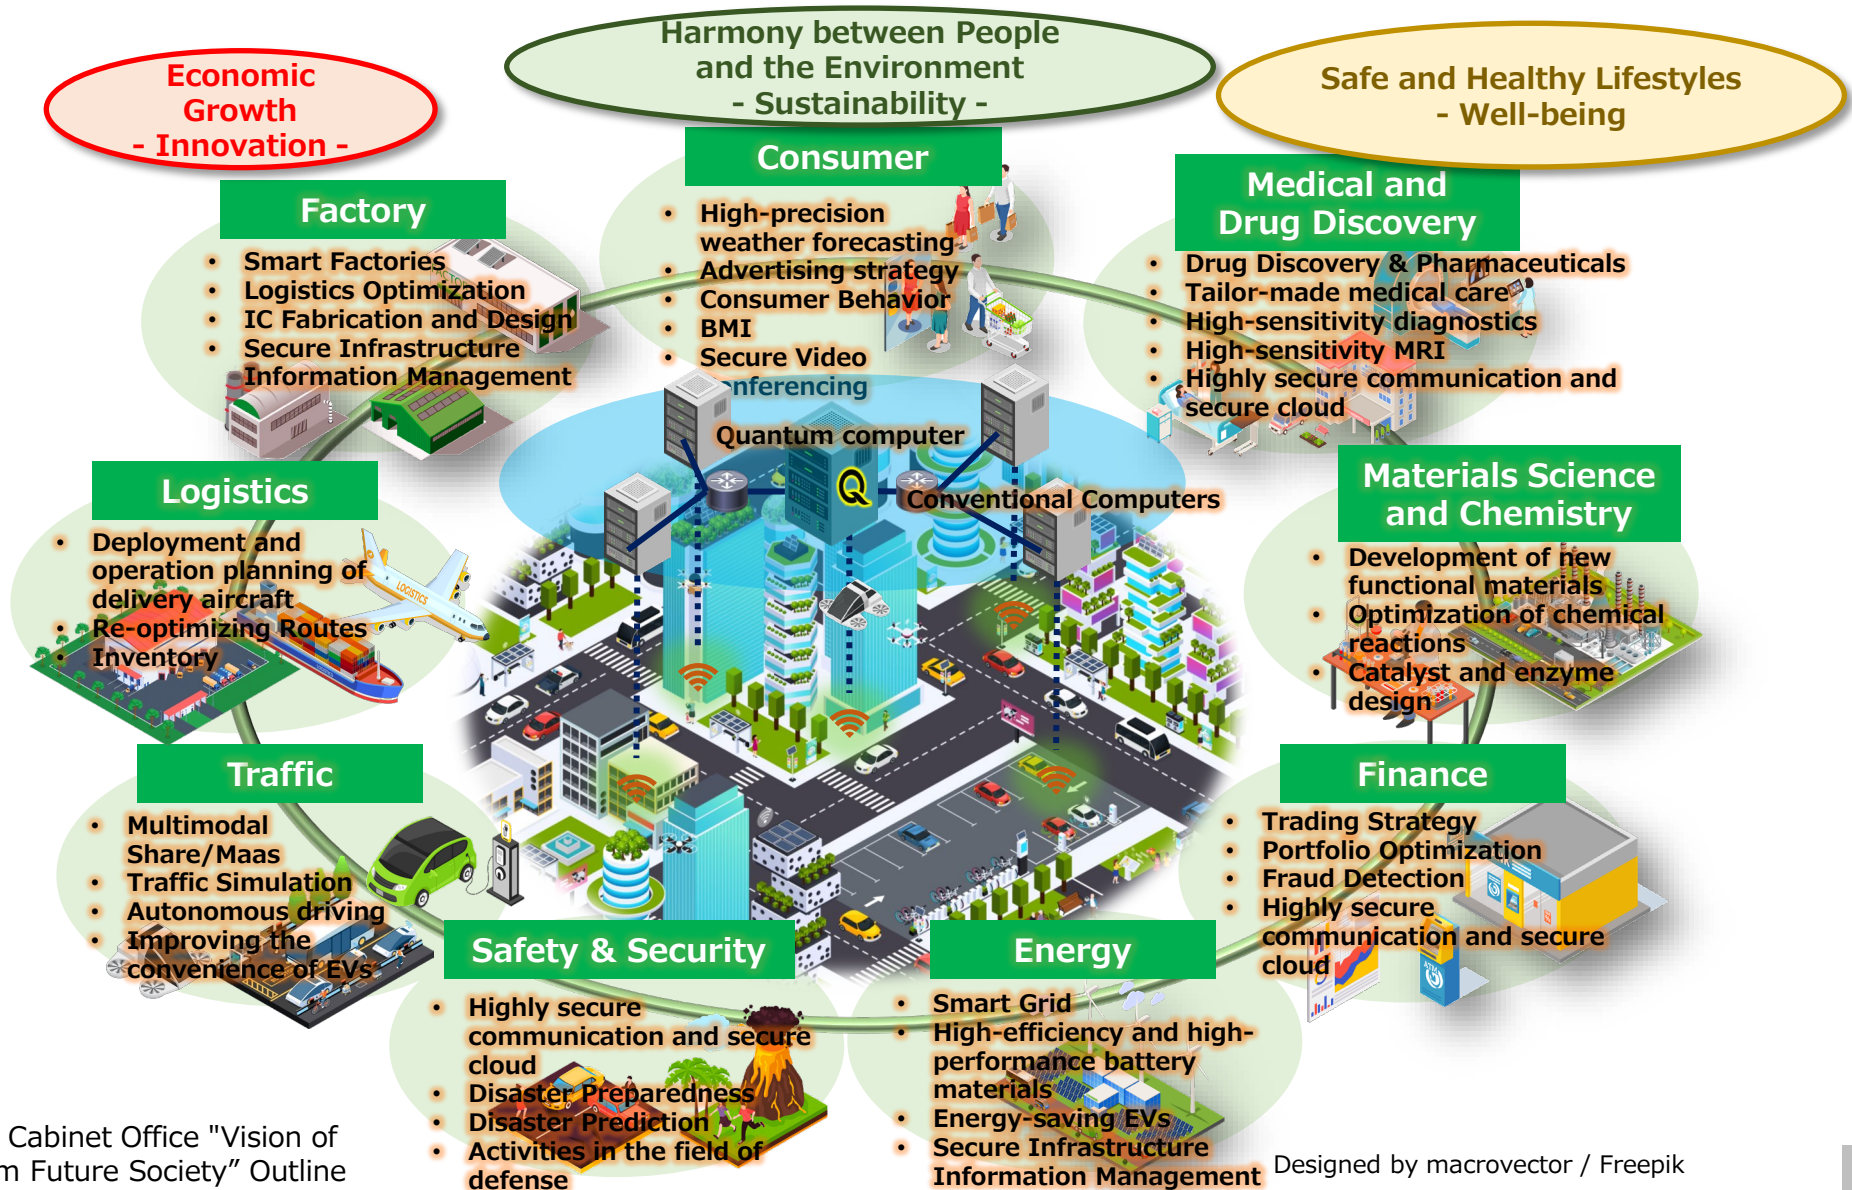 Economic
Growth
- Innovation -
Harmony between People
and the Environment
- Sustainability -
Safe and Healthy Lifestyles
- Well-being
Factory
• Smart Factories
• Logistics Optimization
• IC Fabrication and Design
• Secure Infrastructure
Information Management
Consumer
• High-precision
weather forecasting
• Advertising strategy
• Consumer Behavior
• BMI
• Secure Video
onferencing
Medical and
Drug Discovery
• Drug Discovery & Pharmaceuticals
• Tailor-made medical care
• High-sensitivity diagnostics
• High-sensitivity MRI
• Highly secure communication and
secure cloud
Quantum computer
Q
Conventional Computers
Logistics
• Deployment and
operation planning of
delivery aircraft
• Re-optimizing Routes
• Inventory
LOGISTICS
Materials Science
and Chemistry
• Development of new
functional materials
• Optimization of chemical
reactions
• Catalyst and enzyme
design
Traffic
• Multimodal
Share/Maas
• Traffic Simulation
• Autonomous driving
• Improving the
convenience of EVs
Finance
• Trading Strategy
• Portfolio Optimization
• Fraud Detection
• Highly secure
communication and secure
cloud
ATM
Safety & Security
• Highly secure
communication and secure
cloud
• Disaster Preparedness
• Disaster Prediction
• Activities in the field of
defense
Energy
• Smart Grid
• High-efficiency and high-
performance battery
materials
• Energy-saving EVs
• Secure Infrastructure
Information Management
Cabinet Office "Vision of
m Future Society” Outline
Designed by macrovector / Freepik